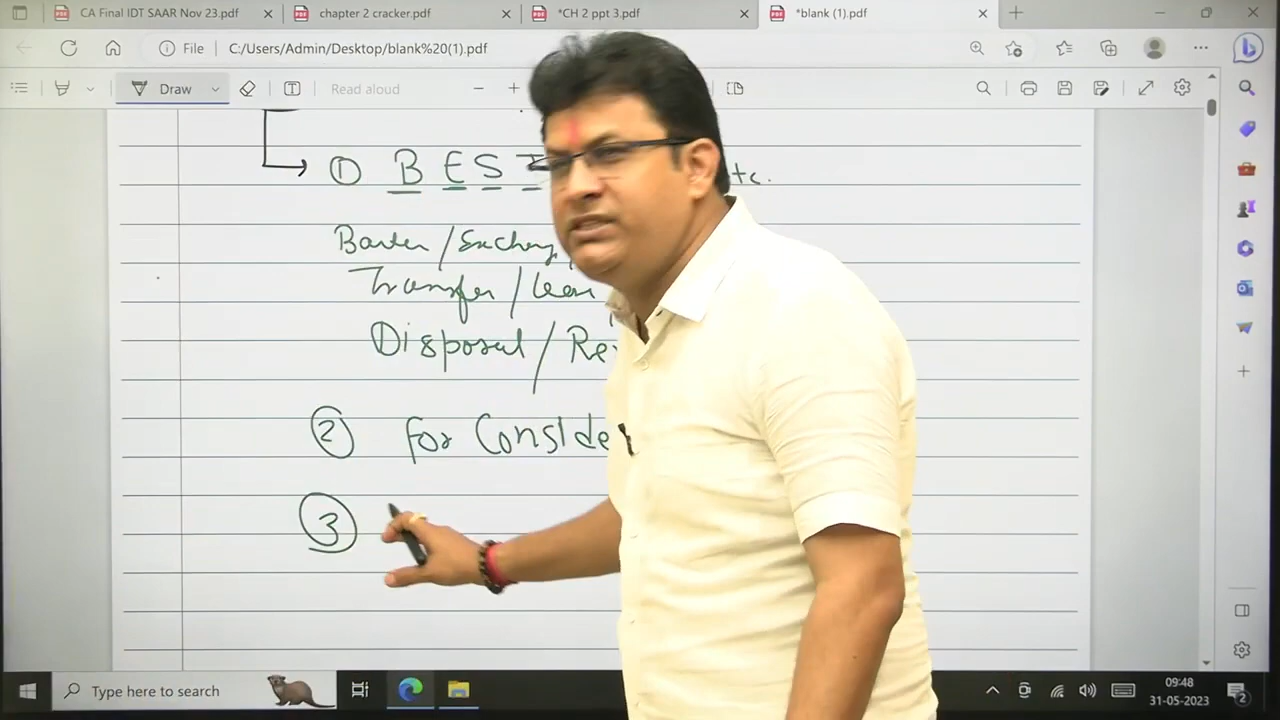 CA Final IDT SAAR Nov 23.pdf chapter 2 cracker.pdf *CH 2 ppt 3.pdf *blank (1).pdf
File C:/Users/Admin/Desktop/blank%20(1).pdf
Draw Read aloud
① B E S
Barter /
Transfer /
Disposal / Re
② For Conside
③
Type here to search
09:48
31-05-2023
2